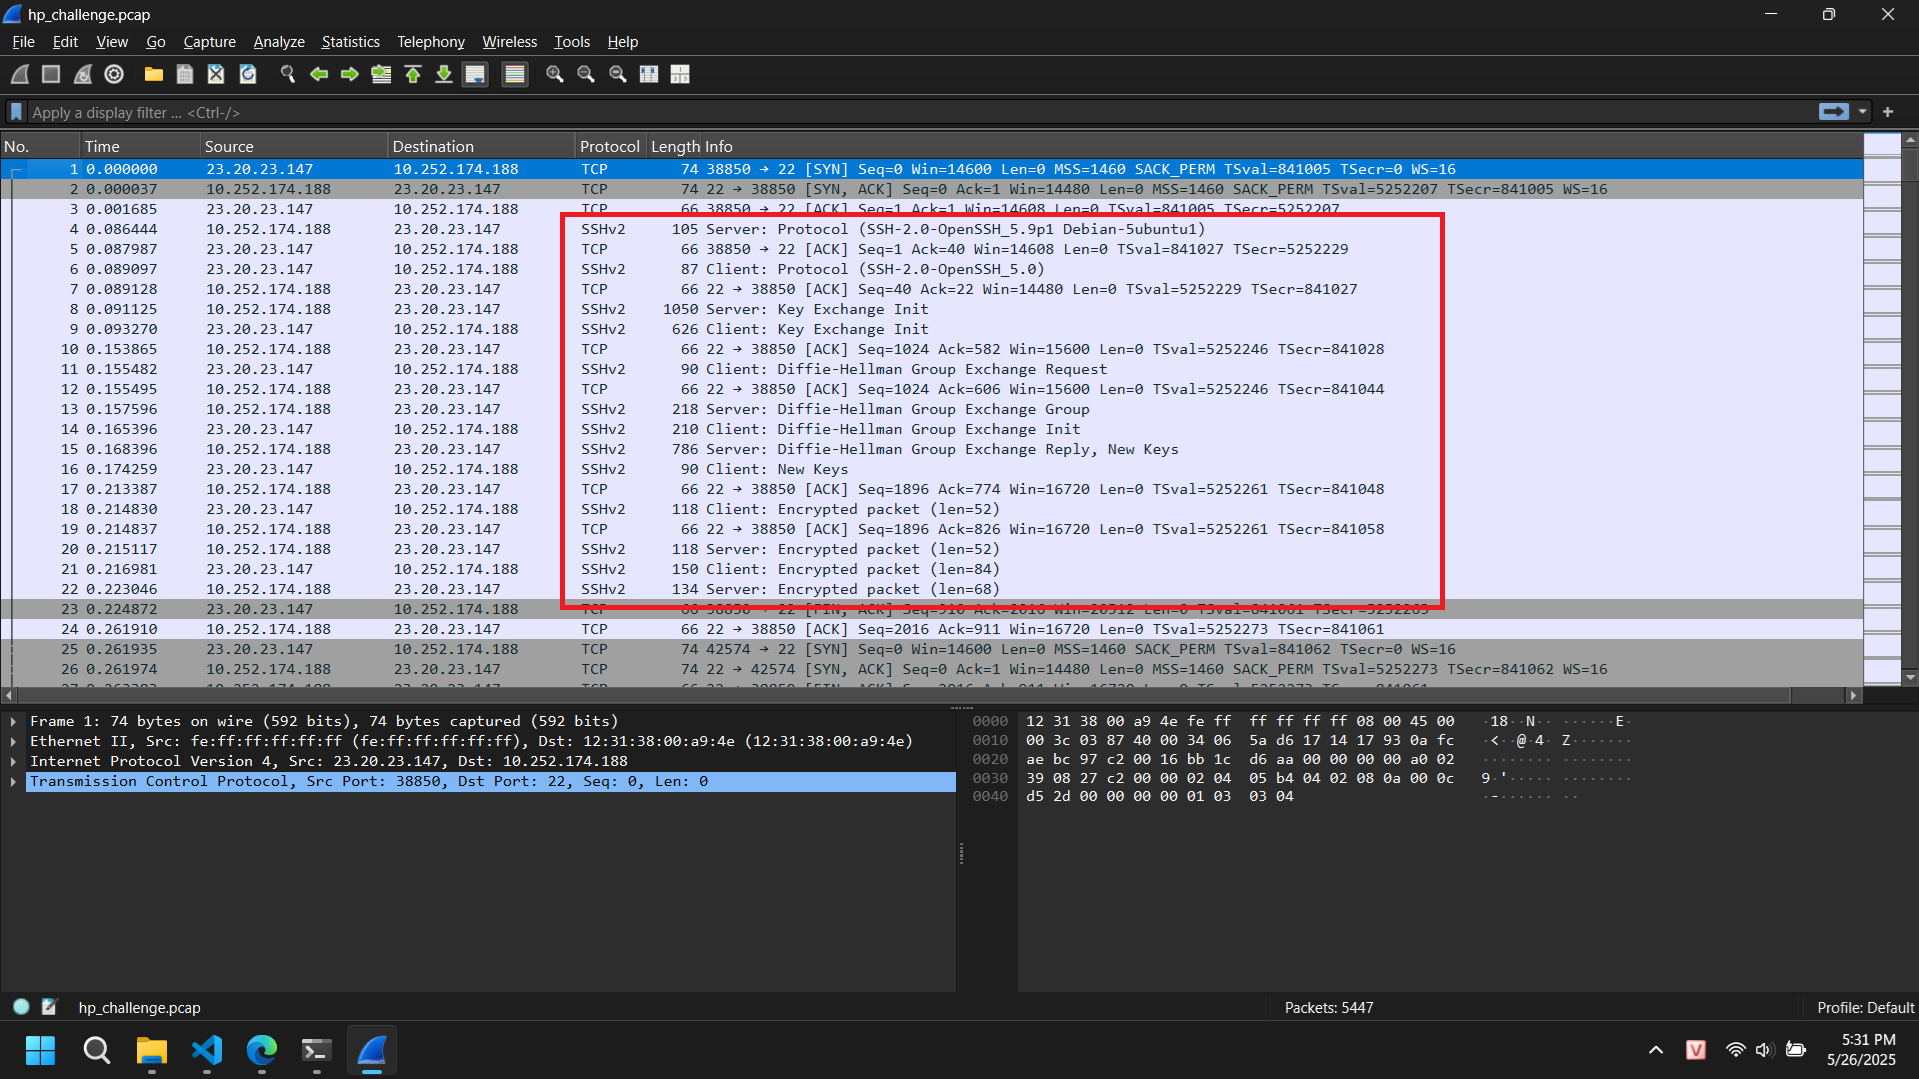 hp_challenge.pcap
File Edit View Go Capture Analyze Statistics Telephony Wireless Tools Help
Apply a display filter ... <Ctrl-/>
No. Time Source Destination Protocol Length Info
1 0.000000 23.20.23.147 10.252.174.188 TCP 74 38850 → 22 [SYN] Seq=0 Win=14600 Len=0 MSS=1460 SACK_PERM TSval=841005 TSecr=0 WS=16
2 0.000037 10.252.174.188 23.20.23.147 TCP 74 22 → 38850 [SYN, ACK] Seq=0 Ack=1 Win=14480 Len=0 MSS=1460 SACK_PERM TSval=5252207 TSecr=841005 WS=16
3 0.001685 23.20.23.147 10.252.174.188 TCP 66 38850 → 22 [ACK] Seq=1 Ack=1 Win=14608 Len=0 TSval=841005 TSecr=5252207
4 0.086444 10.252.174.188 23.20.23.147 SSHv2 105 Server: Protocol (SSH-2.0-OpenSSH_5.9p1 Debian-5ubuntu1)
5 0.087987 23.20.23.147 10.252.174.188 TCP 66 38850 → 22 [ACK] Seq=1 Ack=40 Win=14608 Len=0 TSval=841027 TSecr=5252229
6 0.089097 23.20.23.147 10.252.174.188 SSHv2 87 Client: Protocol (SSH-2.0-OpenSSH_5.0)
7 0.089128 10.252.174.188 23.20.23.147 TCP 66 22 → 38850 [ACK] Seq=40 Ack=22 Win=14480 Len=0 TSval=5252229 TSecr=841027
8 0.091125 10.252.174.188 23.20.23.147 SSHv2 1050 Server: Key Exchange Init
9 0.093270 23.20.23.147 10.252.174.188 SSHv2 626 Client: Key Exchange Init
10 0.153865 10.252.174.188 23.20.23.147 TCP 66 22 → 38850 [ACK] Seq=1024 Ack=582 Win=15600 Len=0 TSval=5252246 TSecr=841028
11 0.155482 23.20.23.147 10.252.174.188 SSHv2 90 Client: Diffie-Hellman Group Exchange Request
12 0.155495 10.252.174.188 23.20.23.147 TCP 66 22 → 38850 [ACK] Seq=1024 Ack=606 Win=15600 Len=0 TSval=5252246 TSecr=841044
13 0.157596 10.252.174.188 23.20.23.147 SSHv2 218 Server: Diffie-Hellman Group Exchange Group
14 0.165396 23.20.23.147 10.252.174.188 SSHv2 210 Client: Diffie-Hellman Group Exchange Init
15 0.168396 10.252.174.188 23.20.23.147 SSHv2 786 Server: Diffie-Hellman Group Exchange Reply, New Keys
16 0.174259 23.20.23.147 10.252.174.188 SSHv2 90 Client: New Keys
17 0.213387 10.252.174.188 23.20.23.147 TCP 66 22 → 38850 [ACK] Seq=1896 Ack=774 Win=16720 Len=0 TSval=5252261 TSecr=841048
18 0.214830 23.20.23.147 10.252.174.188 SSHv2 118 Client: Encrypted packet (len=52)
19 0.214837 10.252.174.188 23.20.23.147 TCP 66 22 → 38850 [ACK] Seq=1896 Ack=826 Win=16720 Len=0 TSval=5252261 TSecr=841058
20 0.215117 10.252.174.188 23.20.23.147 SSHv2 118 Server: Encrypted packet (len=52)
21 0.216981 23.20.23.147 10.252.174.188 SSHv2 150 Client: Encrypted packet (len=84)
22 0.223046 10.252.174.188 23.20.23.147 SSHv2 134 Server: Encrypted packet (len=68)
23 0.224872 23.20.23.147 10.252.174.188 TCP 66 38850 → 22 [FIN, ACK] Seq=910 Ack=2016 Win=20512 Len=0 TSval=841061 TSecr=5252263
24 0.261910 10.252.174.188 23.20.23.147 TCP 66 22 → 38850 [ACK] Seq=2016 Ack=911 Win=16720 Len=0 TSval=5252273 TSecr=841061
25 0.261935 23.20.23.147 10.252.174.188 TCP 74 42574 → 22 [SYN] Seq=0 Win=14600 Len=0 MSS=1460 SACK_PERM TSval=841062 TSecr=0 WS=16
26 0.261974 10.252.174.188 23.20.23.147 TCP 74 22 → 42574 [SYN, ACK] Seq=0 Ack=1 Win=14480 Len=0 MSS=1460 SACK_PERM TSval=5252273 TSecr=841062 WS=16
Frame 1: 74 bytes on wire (592 bits), 74 bytes captured (592 bits)
Ethernet II, Src: fe:ff:ff:ff:ff:ff (fe:ff:ff:ff:ff:ff), Dst: 12:31:38:00:a9:4e (12:31:38:00:a9:4e)
Internet Protocol Version 4, Src: 23.20.23.147, Dst: 10.252.174.188
Transmission Control Protocol, Src Port: 38850, Dst Port: 22, Seq: 0, Len: 0
0000 12 31 38 00 a9 4e fe ff ff ff ff ff 08 00 45 00 ·18··N·· ······E·
0010 00 3c 03 87 40 00 34 06 5a d6 17 14 17 93 0a fc ·<··@·4· Z·······
0020 ae bc 97 c2 00 16 bb 1c d6 aa 00 00 00 00 a0 02 ········ ········
0030 39 08 27 c2 00 00 02 04 05 b4 04 02 08 0a 00 0c 9·'····· ········
0040 d5 2d 00 00 00 00 01 03 03 04 ·-······ ··
hp_challenge.pcap
Packets: 5447
Profile: Default
V
5:31 PM
5/26/2025